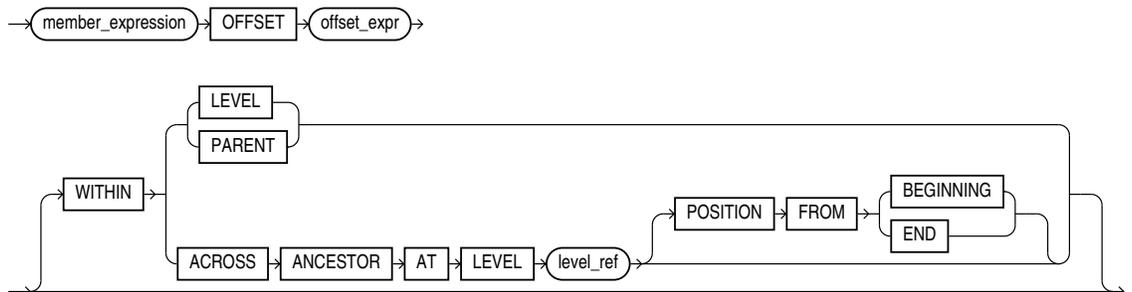 member_expression OFFSET offset_expr
LEVEL
PARENT
WITHIN
BEGINNING
POSITION FROM
END
ACROSS ANCESTOR AT LEVEL level_ref